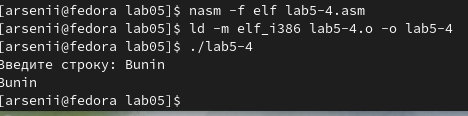 [arsenii@fedora lab05]$ nasm -f elf lab5-4.asm
[arsenii@fedora lab05]$ ld -m elf_i386 lab5-4.o -o lab5-4
[arsenii@fedora lab05]$ ./lab5-4
Введите строку: Bunin
Bunin
[arsenii@fedora lab05]$